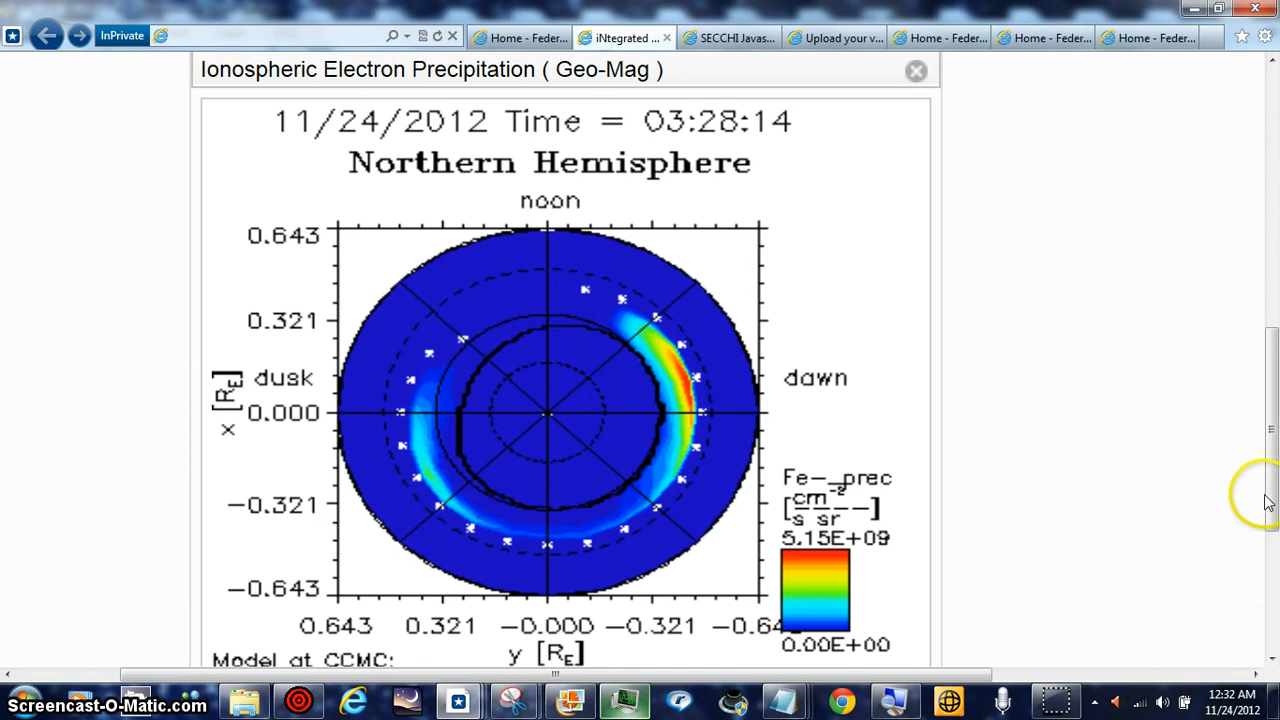 InPrivate
Home - Feder...
iNtegrated ...
SECCHI Javas...
Upload your v...
Home - Feder...
Home - Feder...
Home - Feder...
Ionospheric Electron Precipitation ( Geo-Mag )
11/24/2012 Time = 03:28:14
Northern Hemisphere
noon
0.643
0.321
dusk
dawn
x [RE]
0.000
-0.321
-0.643
Fe-_prec
[cm-2
s sr ----]
5.15E+09
0.00E+00
0.643 0.321 -0.000 -0.321 -0.64
y [RE]
Model at CCMC:
Screencast-O-Matic.com
12:32 AM
11/24/2012